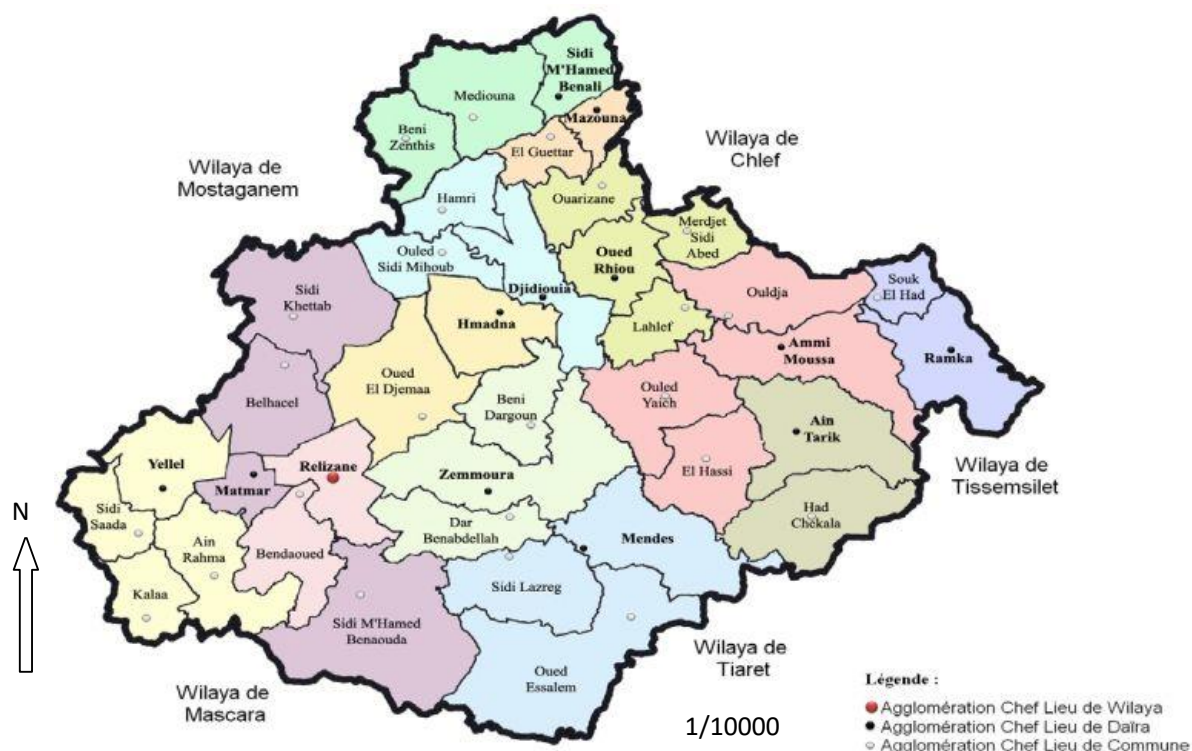 Sidi
M'Hamed
Benali
Mediouna
Mazouna
Beni
Zenthis
El Guettar
Wilaya de
Chlef
Wilaya de
Mostaganem
Ouarizane
Hamri
Merdjet
Sidi
Abed
Ouled
Sidi Mihoub
Oued
Rhiou
Souk
El Had
Sidi
Khettab
Djidiouia
Ouldja
Hmadna
Lahlef
Ammi
Moussa
Ramka
Oued
El Djemaa
Beni
Dargoun
Ouled
Yaich
Belhacel
Ain
Tarik
Yellel
Relizane
Zemmoura
El Hassi
Wilaya de
Tissemsilet
Matmar
N
Sidi
Saada
Dar
Benabdellah
Had
Chekala
Ain
Rahma
Bendaoued
Mendes
Sidi Lazreg
Kalaa
Sidi M'Hamed
Benaouda
Wilaya de
Tiaret
Oued
Essalem
Wilaya de
Mascara
1/10000
Légende :
Agglomération Chef Lieu de Wilaya
Agglomération Chef Lieu de Daïra
Agglomération Chef Lieu de Commune